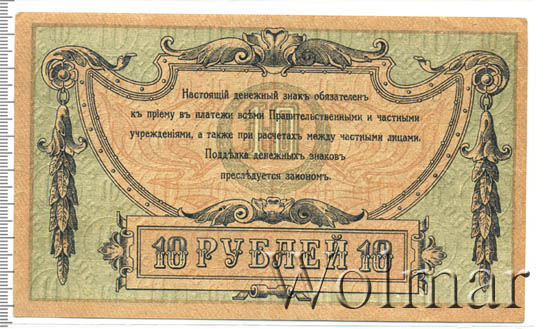 Настоящій денежный знакъ обязателенъ
къ пріему въ платежи всѣми Правительственными и частными
учрежденіями, а также при расчетахъ между частными лицами.
10
Поддѣлка денежныхъ знаковъ
преслѣдуется закономъ.
10 РУБЛЕЙ 10
Wolmar